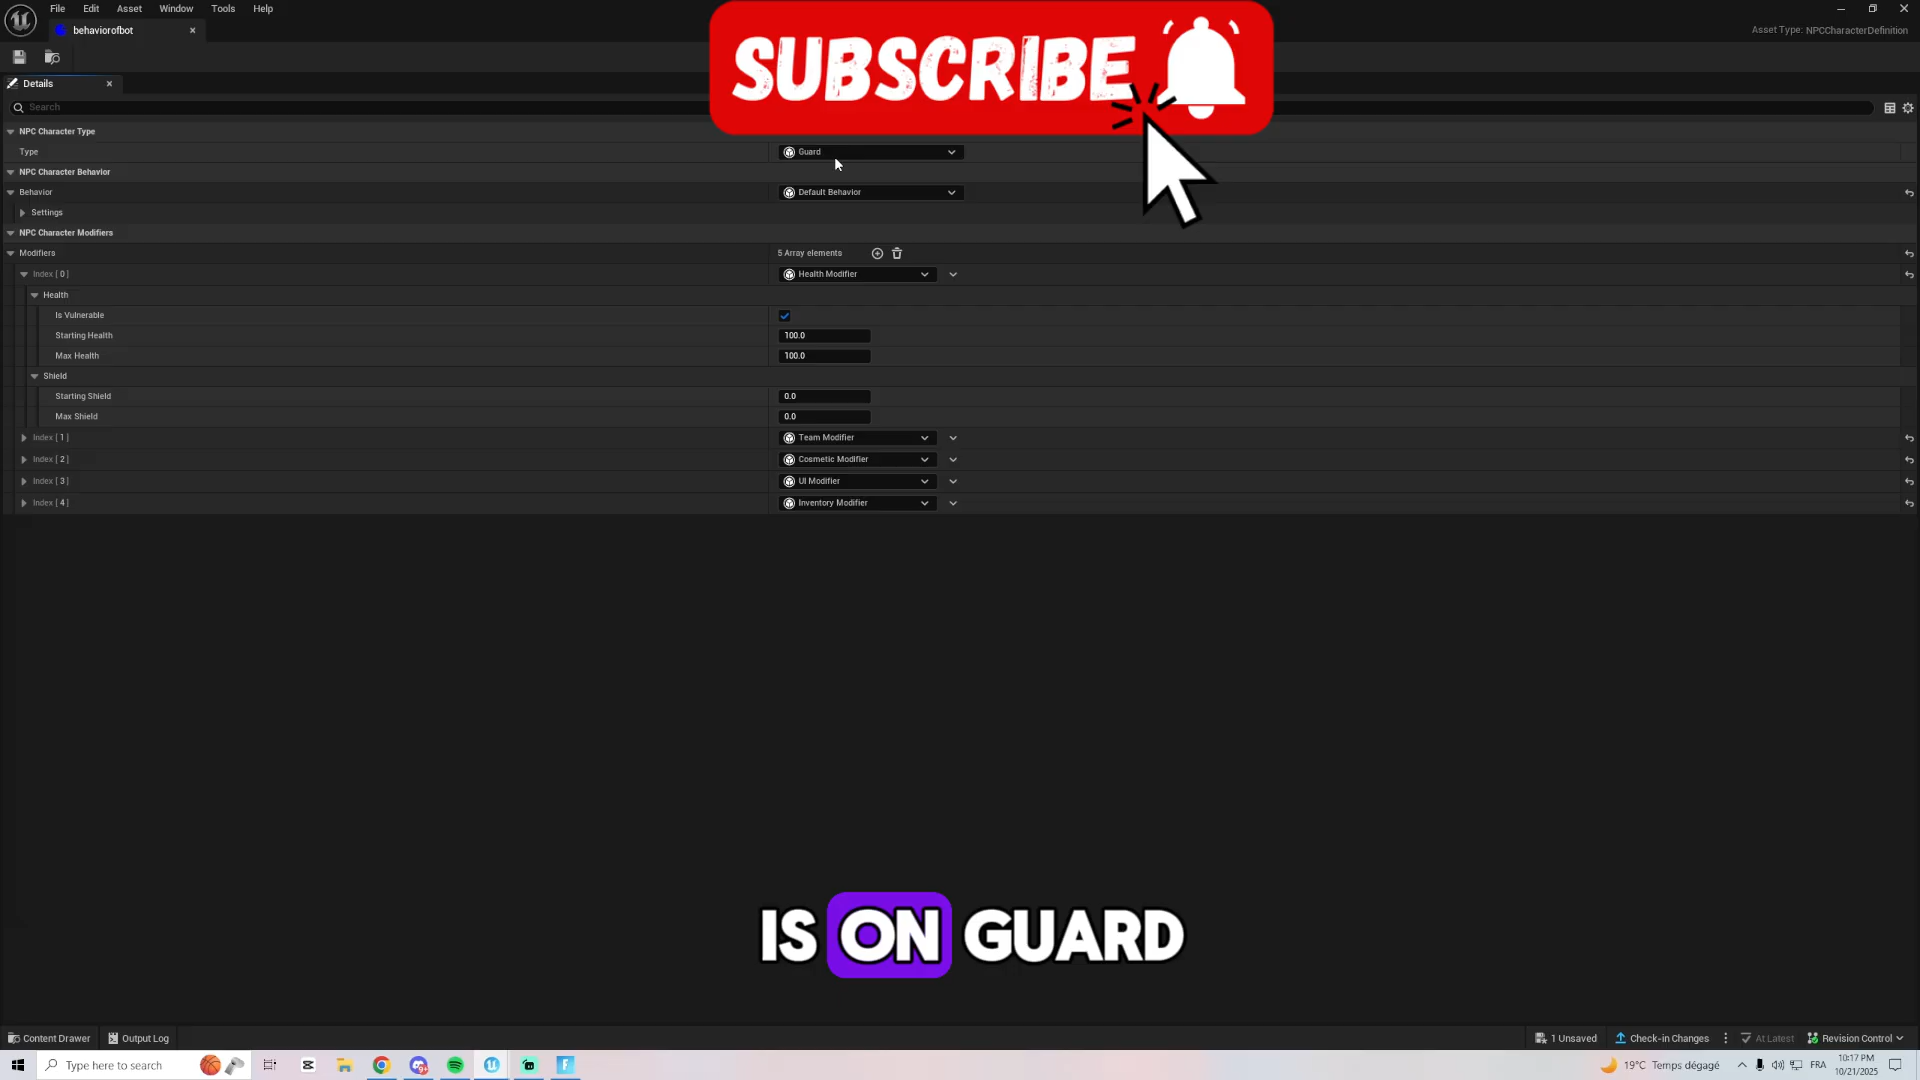 File Edit Asset Window Tools Help
behaviorofbot
Asset Type: NPCCharacterDefinition
SUBSCRIBE
Details
Search
NPC Character Type
Type Guard
NPC Character Behavior
Behavior Default Behavior
Settings
NPC Character Modifiers
Modifiers 5 Array elements
Index [ 0 ] Health Modifier
Health
Is Vulnerable
Starting Health 100.0
Max Health 100.0
Shield
Starting Shield 0.0
Max Shield 0.0
Index [ 1 ] Team Modifier
Index [ 2 ] Cosmetic Modifier
Index [ 3 ] UI Modifier
Index [ 4 ] Inventory Modifier
IS ON GUARD
Content Drawer Output Log 1 Unsaved Check-in Changes At Latest Revision Control
Type here to search 19°C Temps dégagé FRA 10:17 PM
10/21/2025